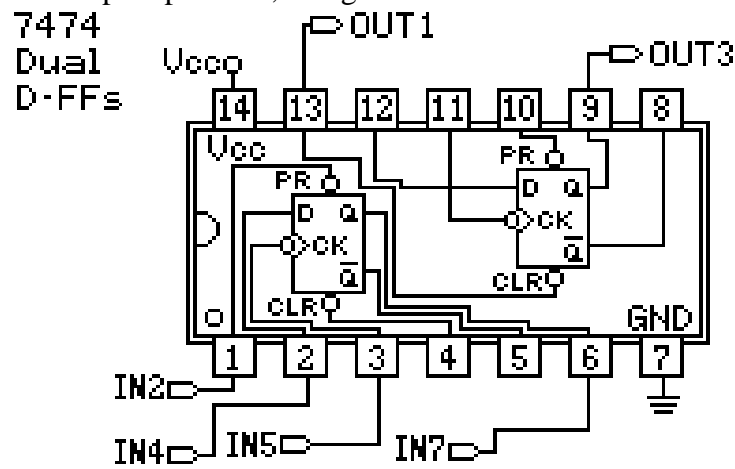 7474
Dual
D-FFs
Vcc
OUT1
OUT3
14 13 12 11 10 9 8
Vcc
PR
D Q
CK
Q
CLR
PR
D Q
CK
Q
CLR
GND
1 2 3 4 5 6 7
IN2
IN4
IN5
IN7